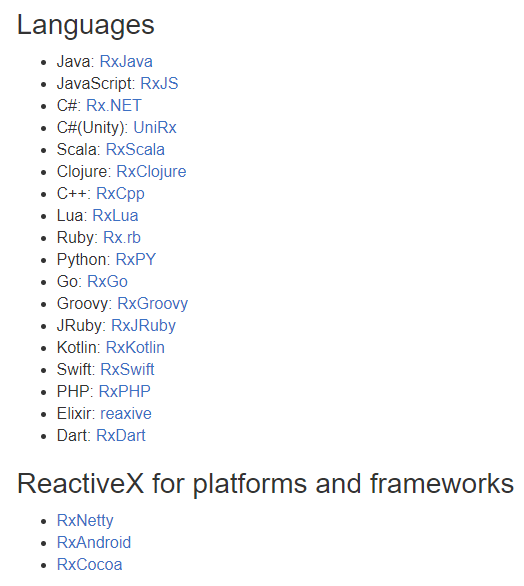 Languages
Java: RxJava
JavaScript: RxJS
C#: Rx.NET
C#(Unity): UniRx
Scala: RxScala
Clojure: RxClojure
C++: RxCpp
Lua: RxLua
Ruby: Rx.rb
Python: RxPY
Go: RxGo
Groovy: RxGroovy
JRuby: RxJRuby
Kotlin: RxKotlin
Swift: RxSwift
PHP: RxPHP
Elixir: reaxive
Dart: RxDart
ReactiveX for platforms and frameworks
RxNetty
RxAndroid
RxCocoa